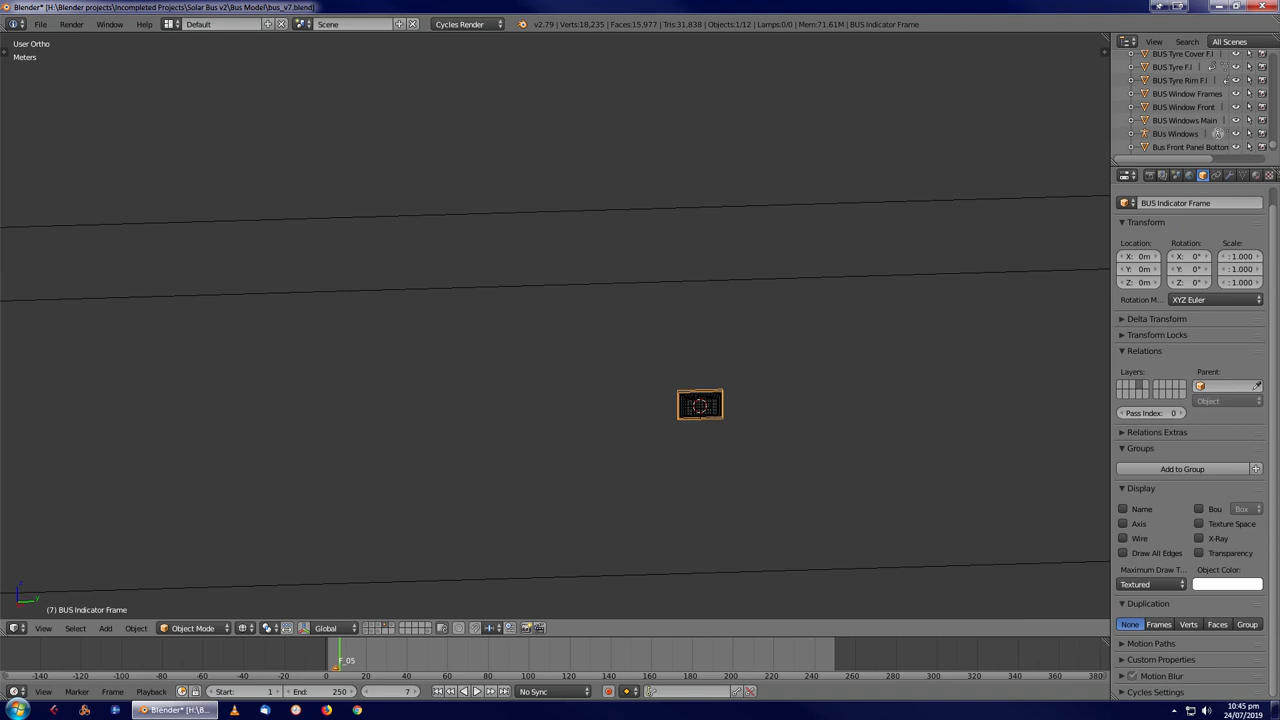 Blender* [H:\Blender projects\Incompleted Projects\Solar Bus v2\Bus Model\bus_v7.blend]
File Render Window Help Default Scene Cycles Render v2.79 | Verts:18,235 | Faces:15,977 | Tris:31,838 | Objects:1/12 | Lamps:0/0 | Mem:71.61M | BUS Indicator Frame
View Search All Scenes
User Ortho
Meters
BUS Tyre Cover F.l
BUS Tyre F.l
BUS Tyre Rim F.l
BUS Window Frames
BUS Window Front
BUS Windows Main
BUs Windows
Bus Front Panel Botton
BUS Indicator Frame
Transform
Location: Rotation: Scale:
X: 0m X: 0° : 1.000
Y: 0m Y: 0° : 1.000
Z: 0m Z: 0° : 1.000
Rotation M... XYZ Euler
Delta Transform
Transform Locks
Relations
Layers: Parent:
Object
Pass Index: 0
Relations Extras
Groups
Add to Group
Display
Name Bou Box
Axis Texture Space
Wire X-Ray
Draw All Edges Transparency
Maximum Draw T... Object Color:
Textured
Duplication
None Frames Verts Faces Group
Motion Paths
Custom Properties
Motion Blur
Cycles Settings
z
y
(7) BUS Indicator Frame
View Select Add Object Object Mode Global
F_05
-140 -120 -100 -80 -60 -40 -20 0 20 40 60 80 100 120 140 160 180 200 220 240 260 280 300 320 340 360 380
View Marker Frame Playback Start: 1 End: 250 7 No Sync
Blender* [H:\B...
10:45 pm
24/07/2019